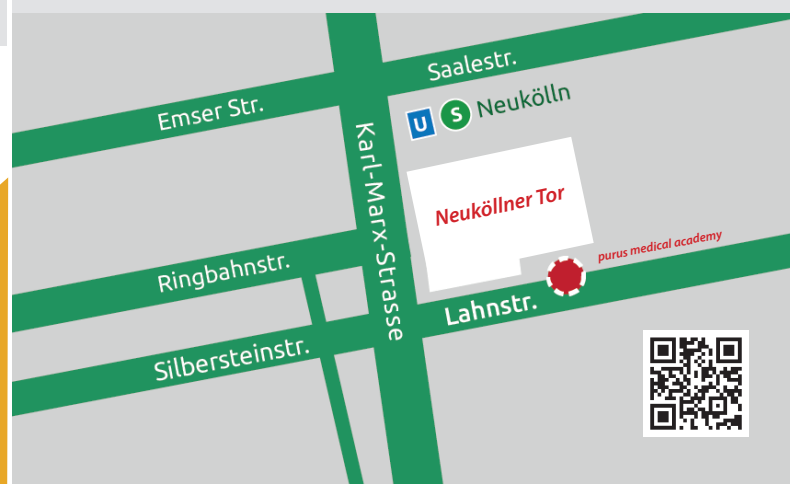 Saalestr.
Emser Str.
U S Neukölln
Karl-Marx-Strasse
Neuköllner Tor
purus medical academy
Ringbahnstr.
Lahnstr.
Silbersteinstr.